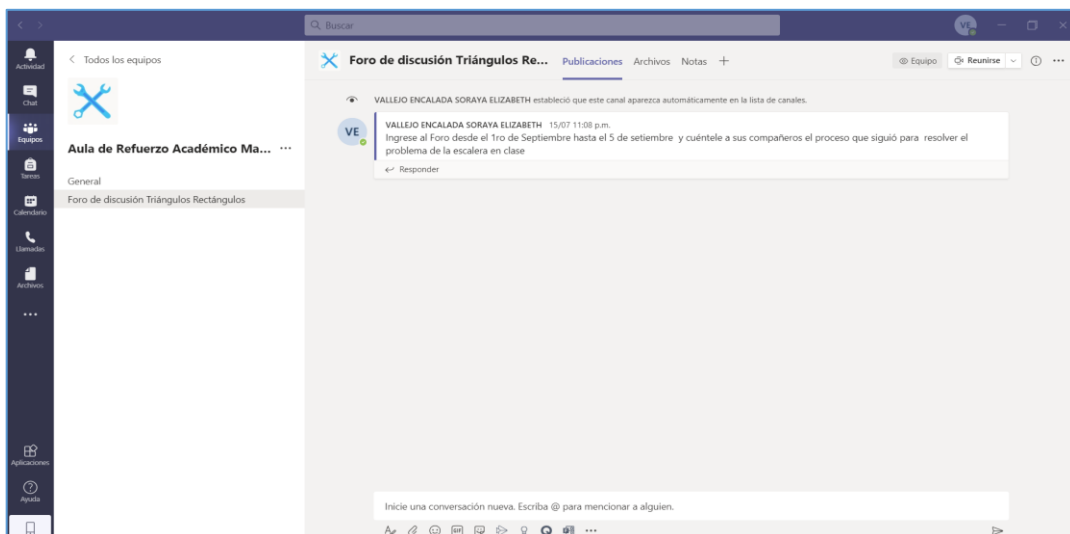 Buscar
VE
Actividad
Chat
Equipos
Tareas
Calendario
Llamadas
Archivos
Aplicaciones
Ayuda
Todos los equipos
Aula de Refuerzo Académico Ma... ...
General
Foro de discusión Triángulos Rectángulos
Foro de discusión Triángulos Re... Publicaciones Archivos Notas +
Equipo Reunirse
VALLEJO ENCALADA SORAYA ELIZABETH estableció que este canal aparezca automáticamente en la lista de canales.
VE
VALLEJO ENCALADA SORAYA ELIZABETH 15/07 11:08 p.m.
Ingrese al Foro desde el 1ro de Septiembre hasta el 5 de setiembre y cuéntele a sus compañeros el proceso que siguió para resolver el
problema de la escalera en clase
Responder
Inicie una conversación nueva. Escriba @ para mencionar a alguien.
GIF